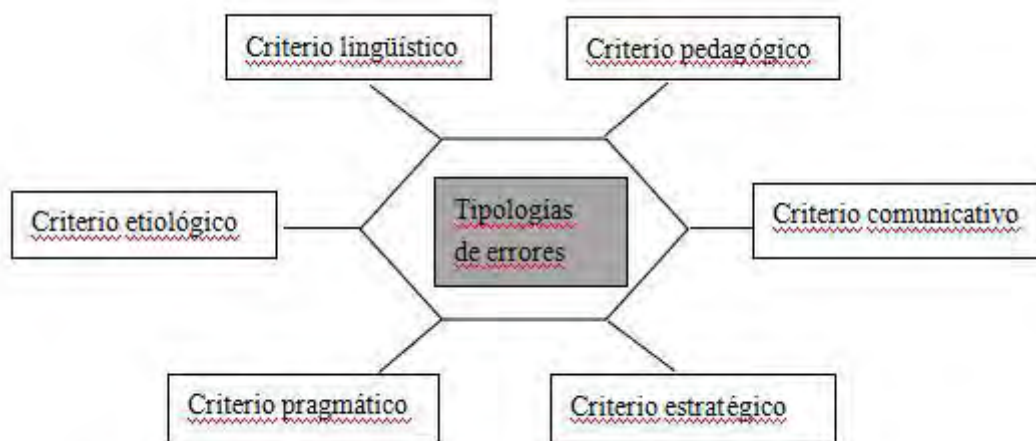 Criterio lingüístico
Criterio pedagógico
Criterio etiológico
Tipologías
de errores
Criterio comunicativo
Criterio pragmático
Criterio estratégico